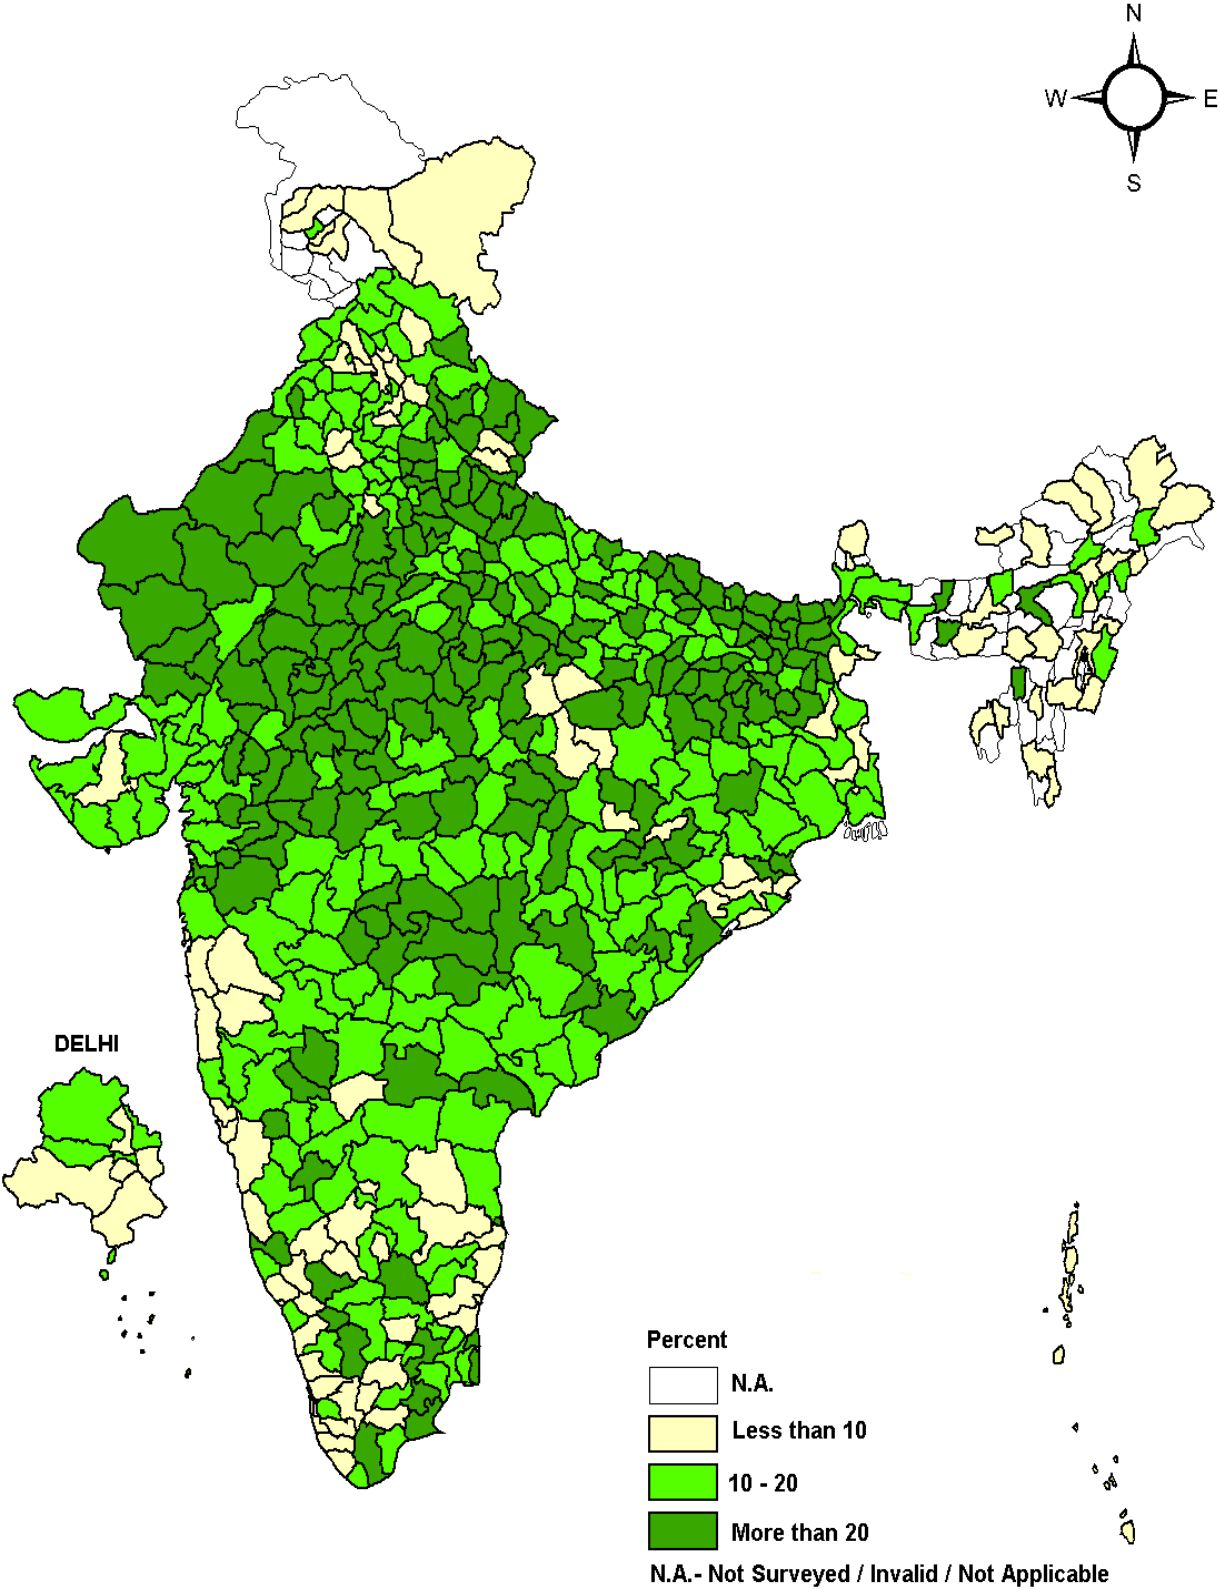 N
W E
S
DELHI
Percent
N.A.
Less than 10
10 - 20
More than 20
N.A.- Not Surveyed / Invalid / Not Applicable